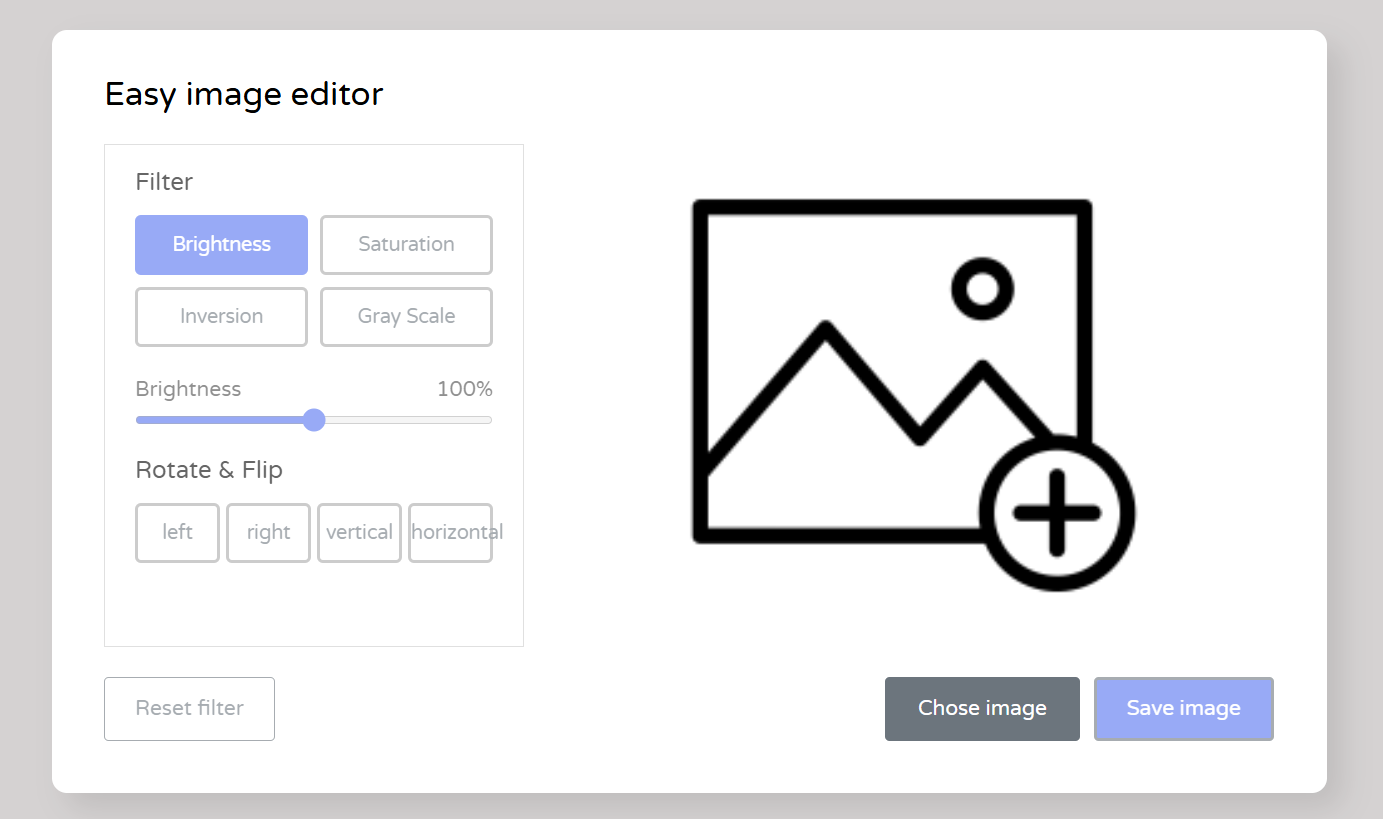 Easy image editor
Filter
Brightness Saturation
Inversion Gray Scale
Brightness 100%
Rotate & Flip
left right vertical horizontal
Reset filter Chose image Save image